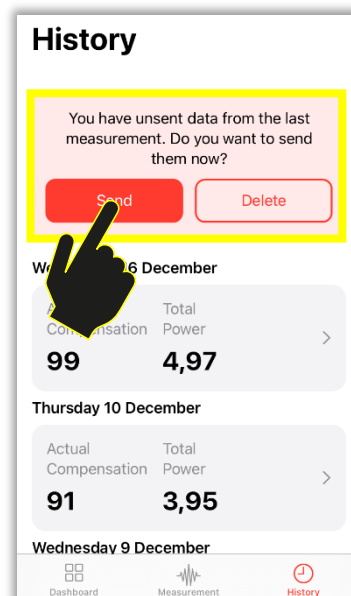 History
You have unsent data from the last
measurement. Do you want to send
them now?
Send Delete
6 December
Total
Compensation Power
99 4,97
Thursday 10 December
Actual Total
Compensation Power
91 3,95
Wednesday 9 December
Dashboard Measurement History